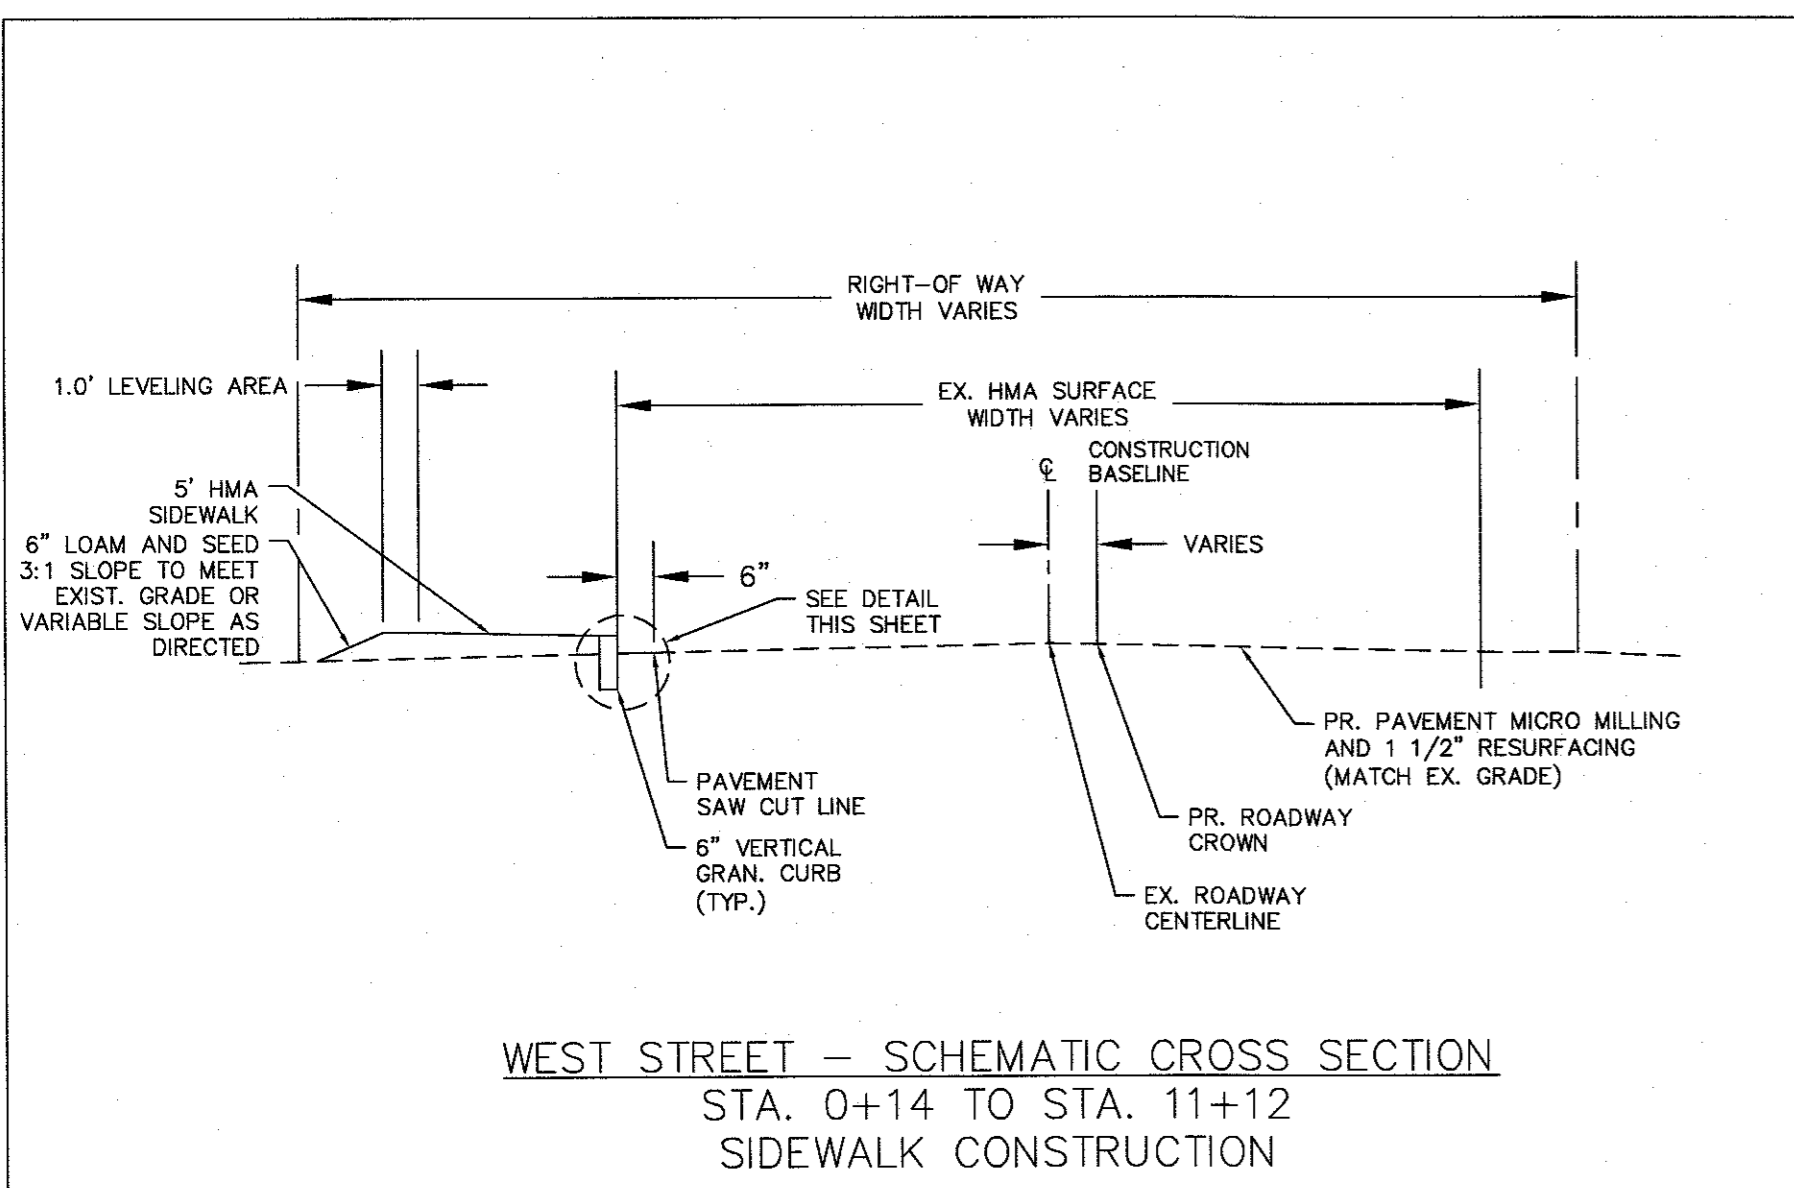 RIGHT-OF WAY
WIDTH VARIES
1.0' LEVELING AREA
EX. HMA SURFACE
WIDTH VARIES
CONSTRUCTION
BASELINE
℄
5' HMA
SIDEWALK
6" LOAM AND SEED
3:1 SLOPE TO MEET
EXIST. GRADE OR
VARIABLE SLOPE AS
DIRECTED
6"
VARIES
SEE DETAIL
THIS SHEET
PAVEMENT
SAW CUT LINE
6" VERTICAL
GRAN. CURB
(TYP.)
PR. PAVEMENT MICRO MILLING
AND 1 1/2" RESURFACING
(MATCH EX. GRADE)
PR. ROADWAY
CROWN
EX. ROADWAY
CENTERLINE
WEST STREET - SCHEMATIC CROSS SECTION
STA. 0+14 TO STA. 11+12
SIDEWALK CONSTRUCTION